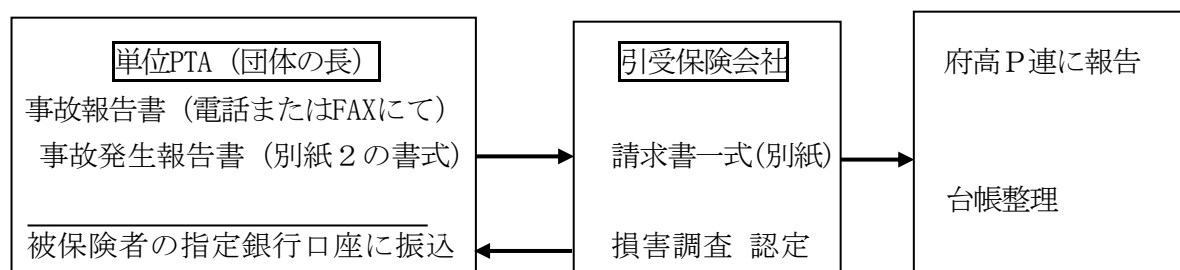 単位PTA（団体の長）
事故報告書（電話またはFAXにて）
事故発生報告書（別紙２の書式）
被保険者の指定銀行口座に振込
引受保険会社
請求書一式(別紙)
損害調査 認定
府高Ｐ連に報告
台帳整理